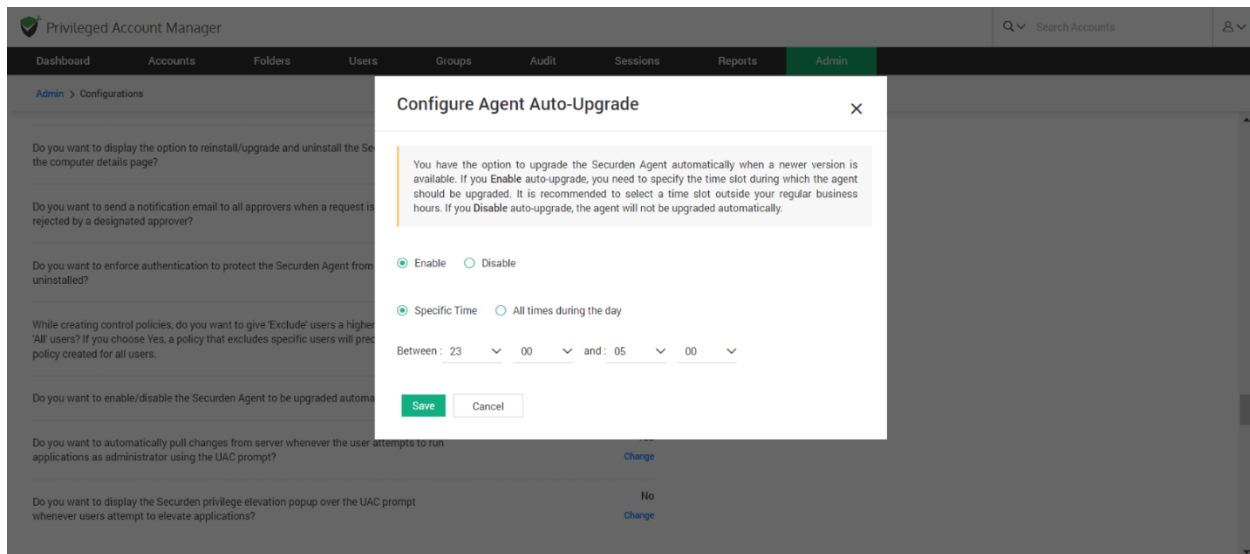 Privileged Account Manager
Search Accounts
Dashboard Accounts Folders Users Groups Audit Sessions Reports Admin
Admin > Configurations
Configure Agent Auto-Upgrade
You have the option to upgrade the Securden Agent automatically when a newer version is
available. If you Enable auto-upgrade, you need to specify the time slot during which the agent
should be upgraded. It is recommended to select a time slot outside your regular business
hours. If you Disable auto-upgrade, the agent will not be upgraded automatically.
Enable Disable
Specific Time All times during the day
Between : 23 00 and : 05 00
Save Cancel
Do you want to display the option to reinstall/upgrade and uninstall the
the computer details page?
Do you want to send a notification email to all approvers when a request is
rejected by a designated approver?
Do you want to enforce authentication to protect the Securden Agent from
uninstalled?
While creating control policies, do you want to give 'Exclude' users a higher
'All' users? If you choose Yes, a policy that excludes specific users will
policy created for all users.
Do you want to enable/disable the Securden Agent to be upgraded
Do you want to automatically pull changes from server whenever the user attempts to run
applications as administrator using the UAC prompt?
Change
Do you want to display the Securden privilege elevation popup over the UAC prompt
whenever users attempt to elevate applications?
No
Change